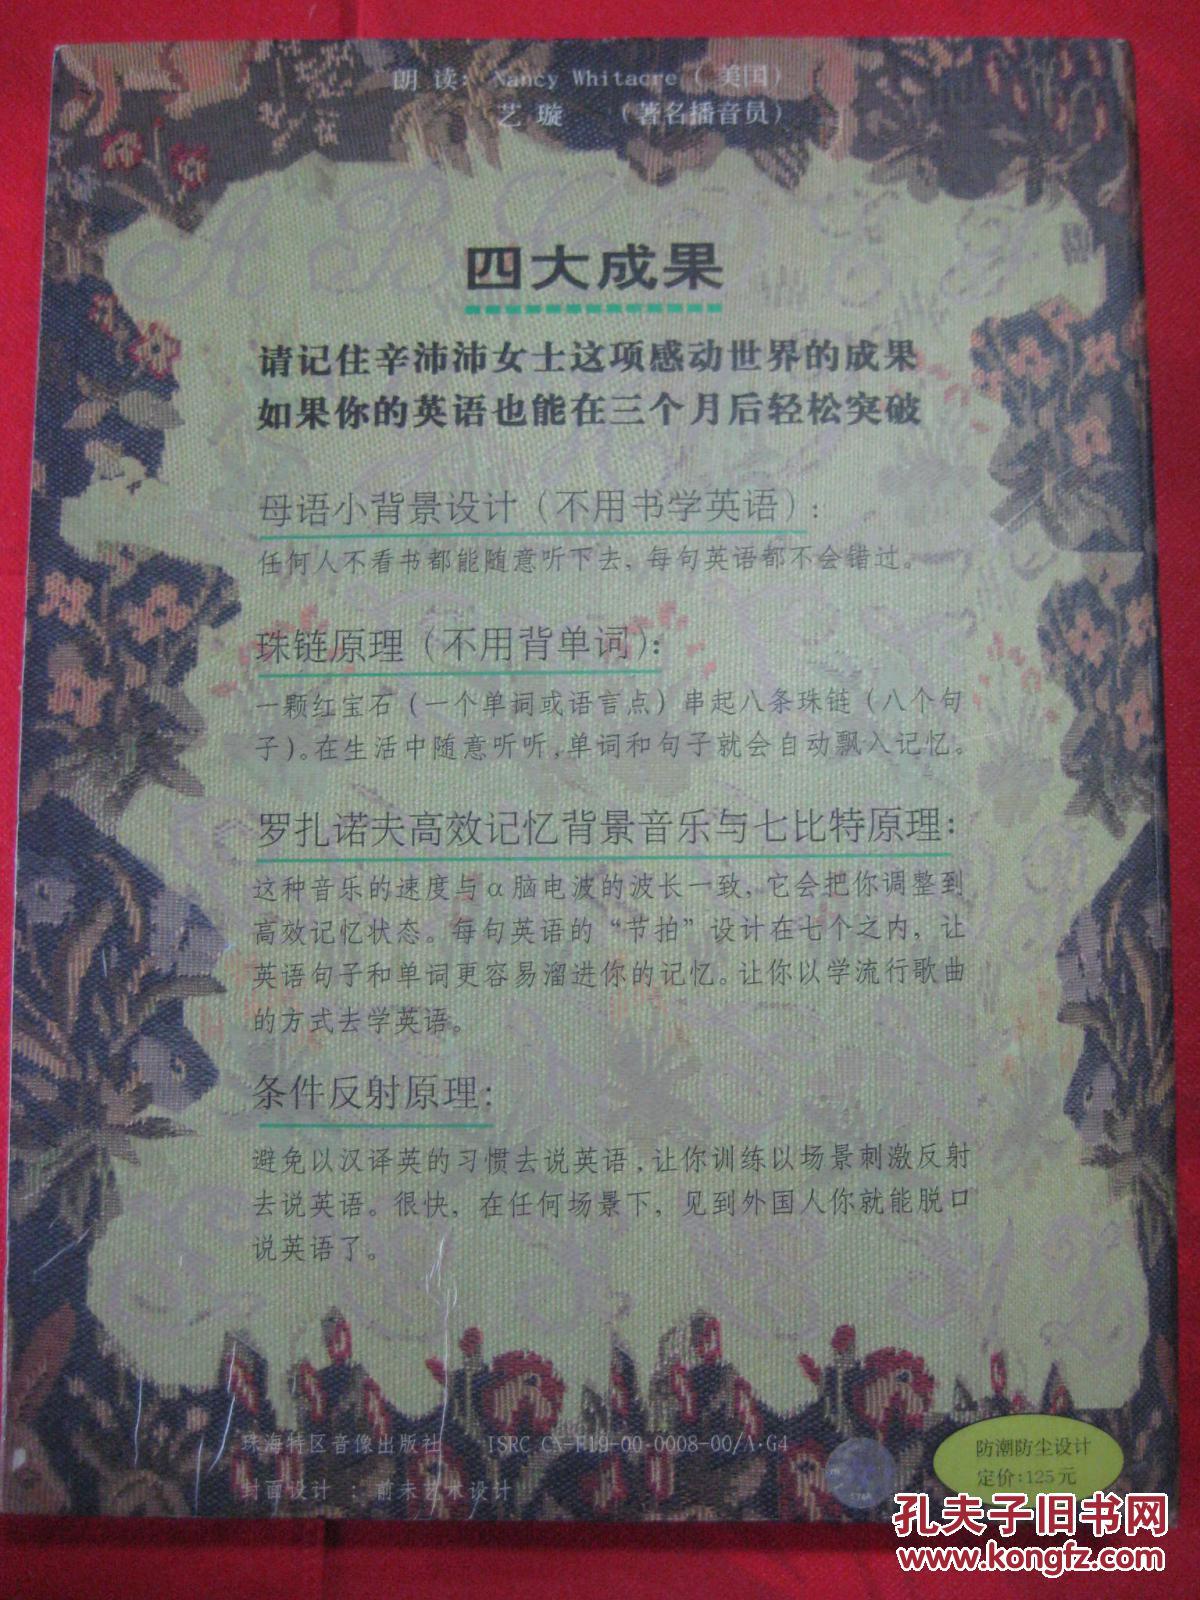 朗 读: Nancy Whitacre ( 美国)
艺 璇 (著名播音员)
四大成果
请记住辛沛沛女士这项感动世界的成果
如果你的英语也能在三个月后轻松突破
母语小背景设计(不用书学英语):
任何人不看书都能随意听下去,每句英语都不会错过。
珠链原理(不用背单词):
一颗红宝石(一个单词或语言点)串起八条珠链(八个句
子)。在生活中随意听听,单词和句子就会自动飘入记忆。
罗扎诺夫高效记忆背景音乐与七比特原理:
这种音乐的速度与α脑电波的波长一致,它会把你调整到
高效记忆状态。每句英语的“节拍”设计在七个之内,让
英语句子和单词更容易溜进你的记忆。让你以学流行歌曲
的方式去学英语。
条件反射原理:
避免以汉译英的习惯去说英语,让你训练以场景刺激反射
去说英语。很快,在任何场景下,见到外国人你就能脱口
说英语了。
珠海特区音像出版社 ISRC CN-F19-00-0008-00/A·G4
封面设计 : 前未艺术设计
防潮防尘设计
定价:125元
孔夫子旧书网
www.kongfz.com